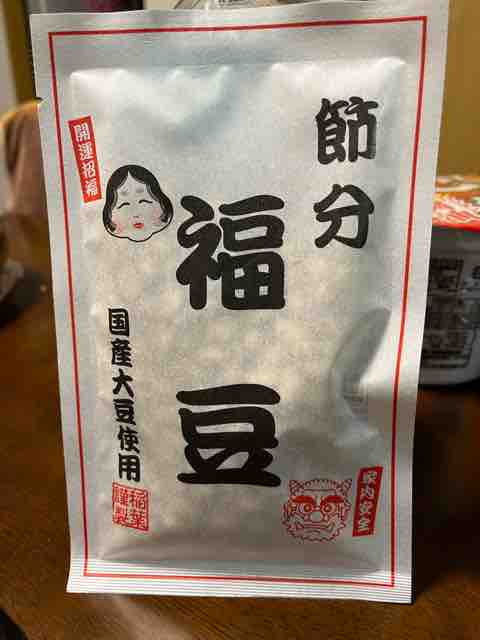 節分
福豆
開運招福
国産大豆使用
家内安全